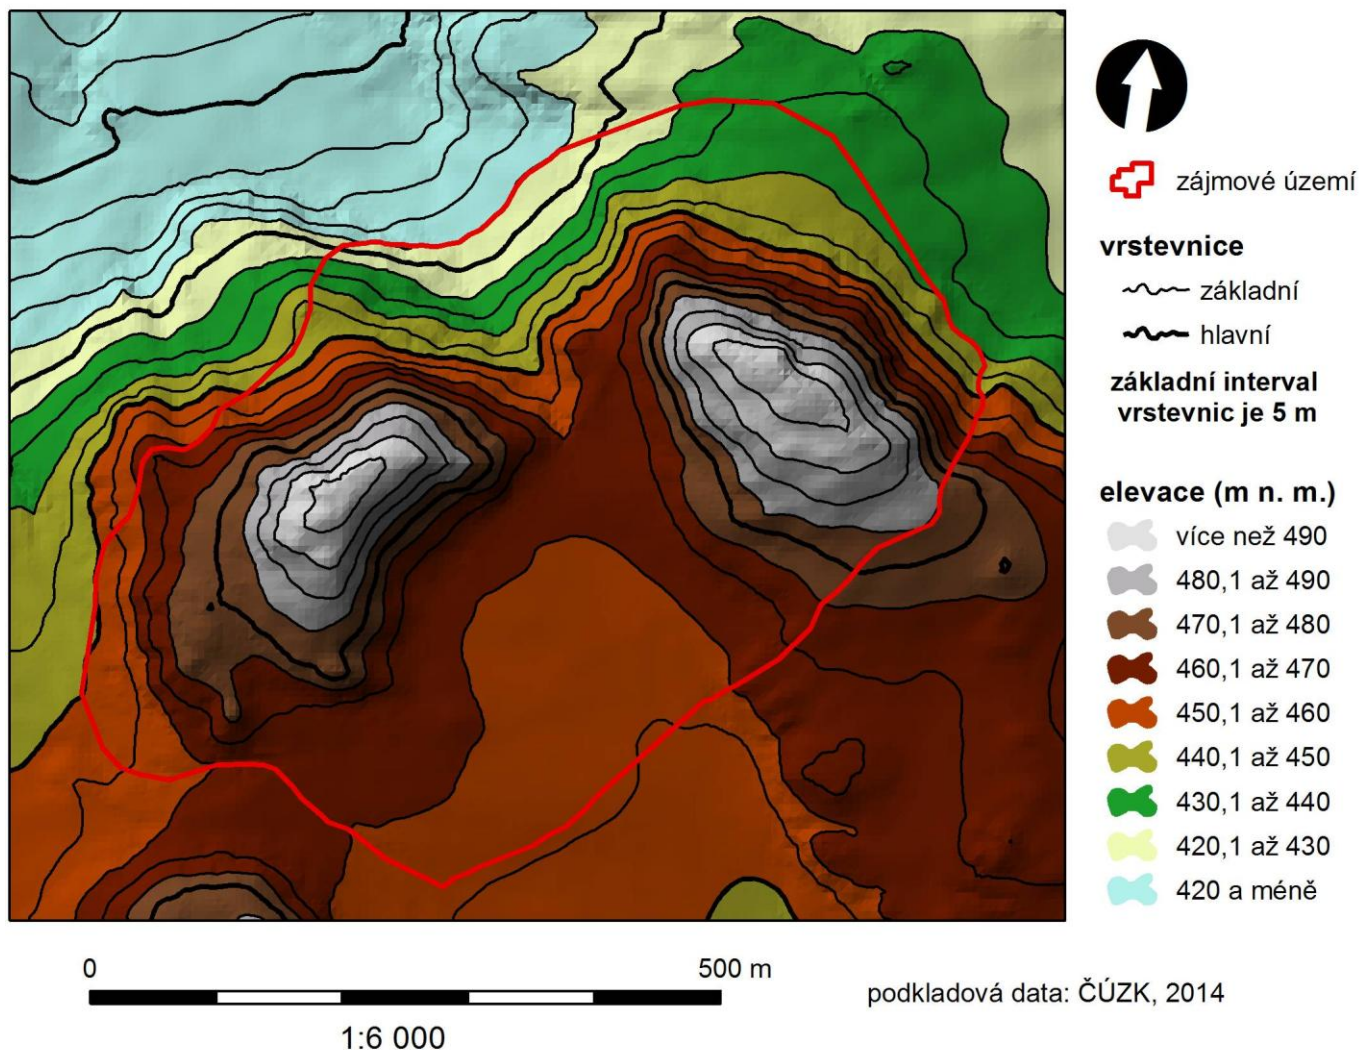 zájmové území
vrstevnice
základní
hlavní
základní interval
vrstevnic je 5 m
elevace (m n. m.)
více než 490
480,1 až 490
470,1 až 480
460,1 až 470
450,1 až 460
440,1 až 450
430,1 až 440
420,1 až 430
420 a méně
0
500 m
podkladová data: ČÚZK, 2014
1:6 000